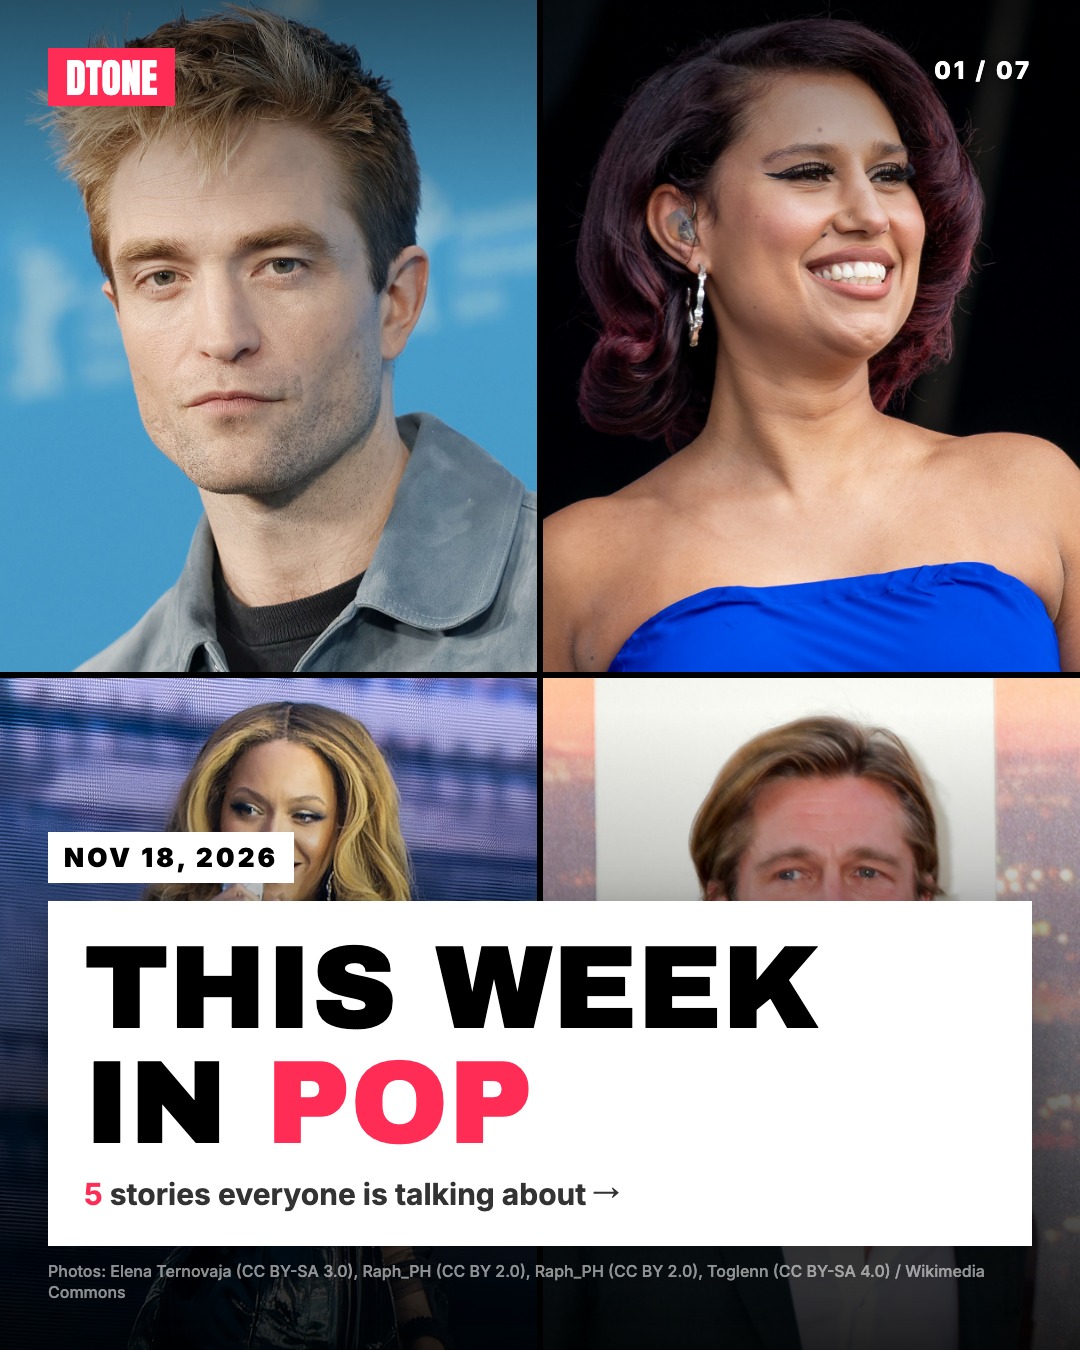 DTONE
01 / 07
NOV 18, 2026
THIS WEEK
IN POP
5 stories everyone is talking about →
Photos: Elena Ternovaja (CC BY-SA 3.0), Raph_PH (CC BY 2.0), Raph_PH (CC BY 2.0), Toglenn (CC BY-SA 4.0) / Wikimedia
Commons